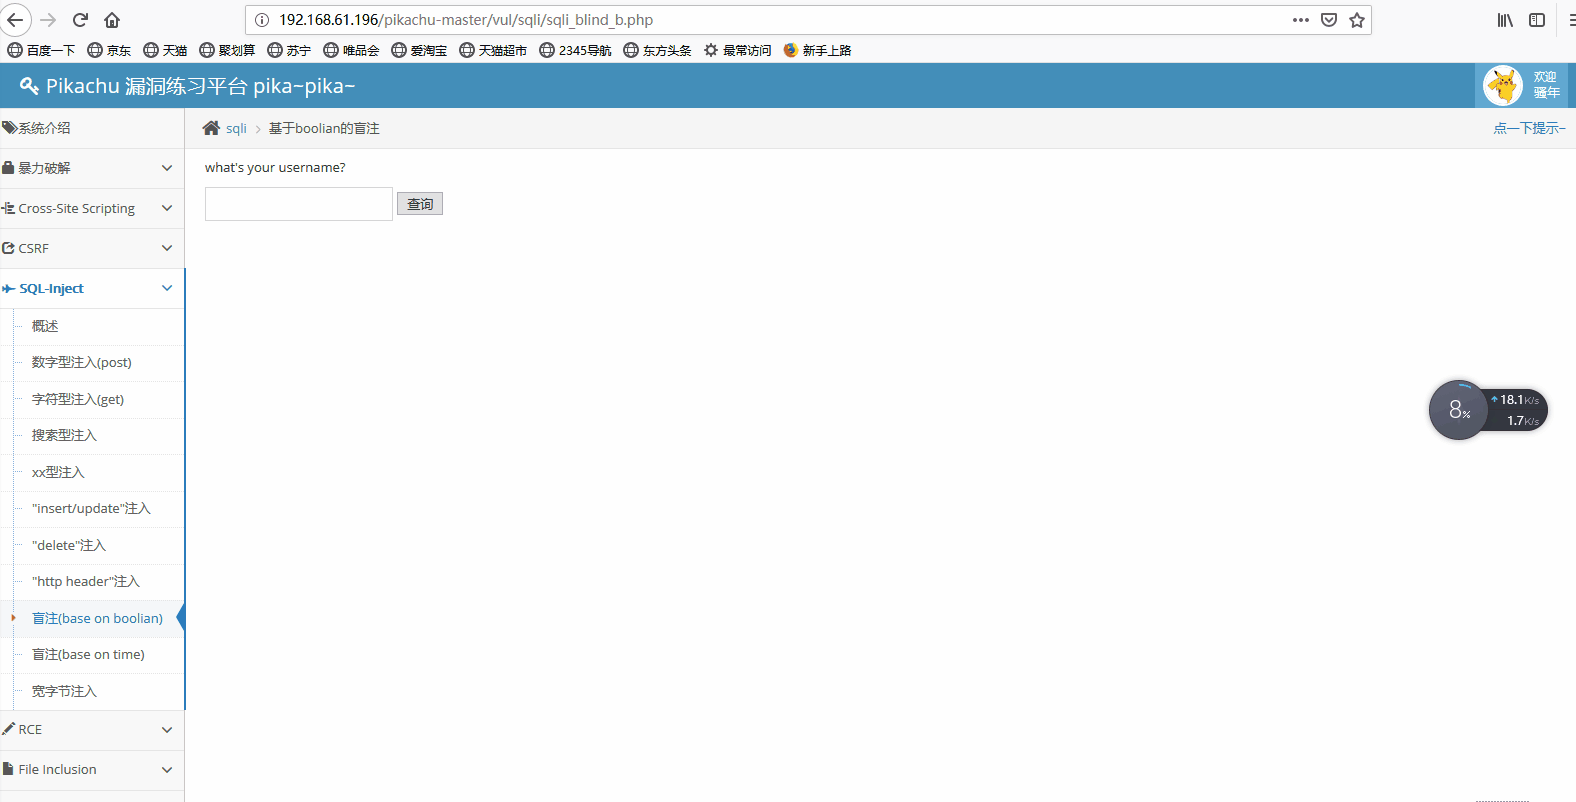 192.168.61.196/pikachu-master/vul/sqli/sqli_blind_b.php
百度一下 京东 天猫 聚划算 苏宁 唯品会 爱淘宝 天猫超市 2345导航 东方头条 最常访问 新手上路
Pikachu 漏洞练习平台 pika~pika~
欢迎
骚年
系统介绍
sqli > 基于boolian的盲注
点一下提示~
暴力破解
what's your username?
查询
Cross-Site Scripting
CSRF
SQL-Inject
概述
数字型注入(post)
字符型注入(get)
搜索型注入
xx型注入
"insert/update"注入
"delete"注入
"http header"注入
盲注(base on boolian)
盲注(base on time)
宽字节注入
RCE
File Inclusion
8%
18.1K/s
1.7K/s